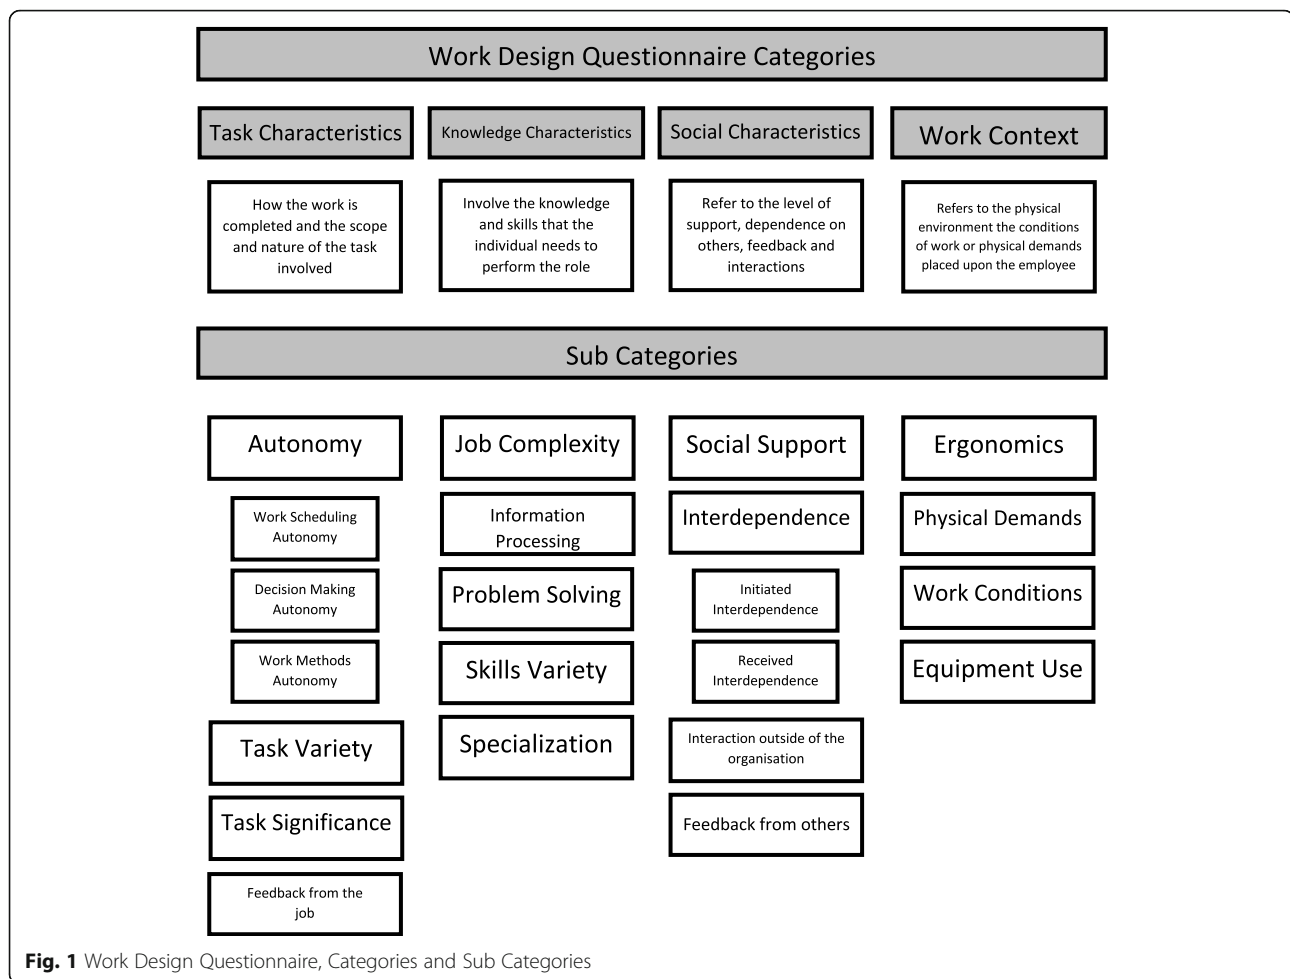 Work Design Questionnaire Categories
Task Characteristics
Knowledge Characteristics
Social Characteristics
Work Context
How the work is
completed and the scope
and nature of the task
involved
Involve the knowledge
and skills that the
individual needs to
perform the role
Refer to the level of
support, dependence on
others, feedback and
interactions
Refers to the physical
environment the conditions
of work or physical demands
placed upon the employee
Sub Categories
Autonomy
Work Scheduling
Autonomy
Decision Making
Autonomy
Work Methods
Autonomy
Task Variety
Task Significance
Feedback from the
job
Job Complexity
Information
Processing
Problem Solving
Skills Variety
Specialization
Social Support
Interdependence
Initiated
Interdependence
Received
Interdependence
Interaction outside of the
organisation
Feedback from others
Ergonomics
Physical Demands
Work Conditions
Equipment Use
Fig. 1 Work Design Questionnaire, Categories and Sub Categories